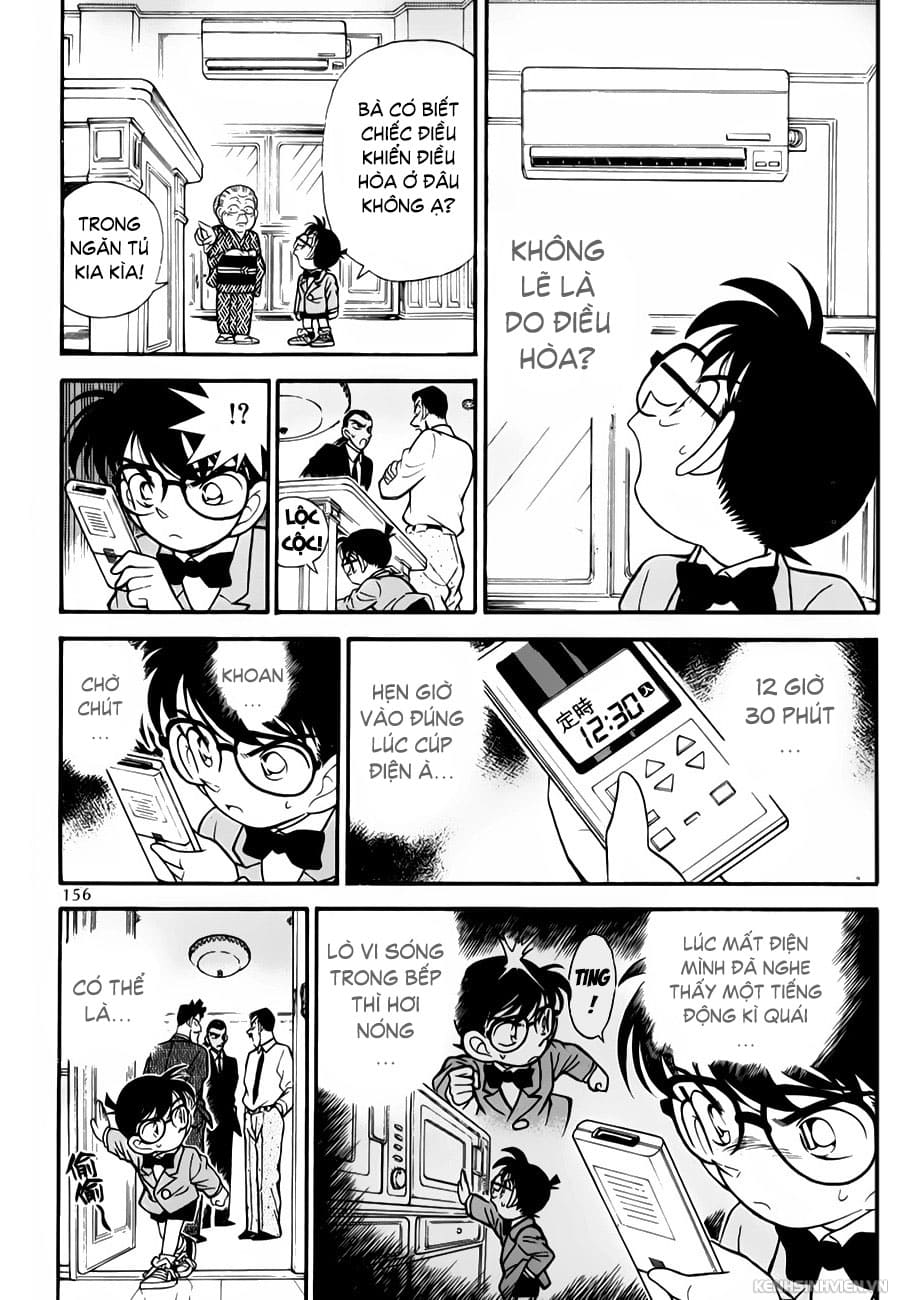 KHÔNG
LẼ LÀ
DO ĐIỀU
HÒA?
BÀ CÓ BIẾT
CHIẾC ĐIỀU
KHIỂN ĐIỀU
HÒA Ở ĐÂU
KHÔNG Ạ?
TRONG
NGĂN TỦ
KIA KÌA!
LỘC
CỘC!
!?
12 GIỜ
30 PHÚT
...
定時
12:30
入
HẸN GIỜ
VÀO ĐÚNG
LÚC CÚP
ĐIỆN À...
KHOAN
...
CHỜ
CHÚT
...
156
LÚC MẤT ĐIỆN
MÌNH ĐÃ NGHE
THẤY MỘT TIẾNG
ĐỘNG KÌ QUÁI
...
TING
!
LÒ VI SÓNG
TRONG BẾP
THÌ HƠI
NÓNG
...
CÓ THỂ
LÀ...
偷
偷
KENHSINHVIEN.VN